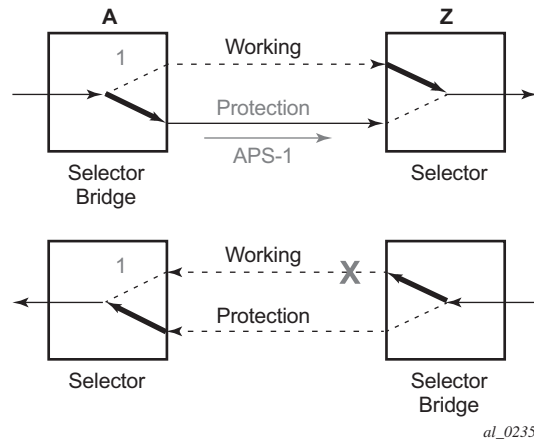 A
Z
1
Working
Protection
APS-1
Selector
Bridge
Selector
1
Working
X
Protection
Selector
Selector
Bridge
al_0235